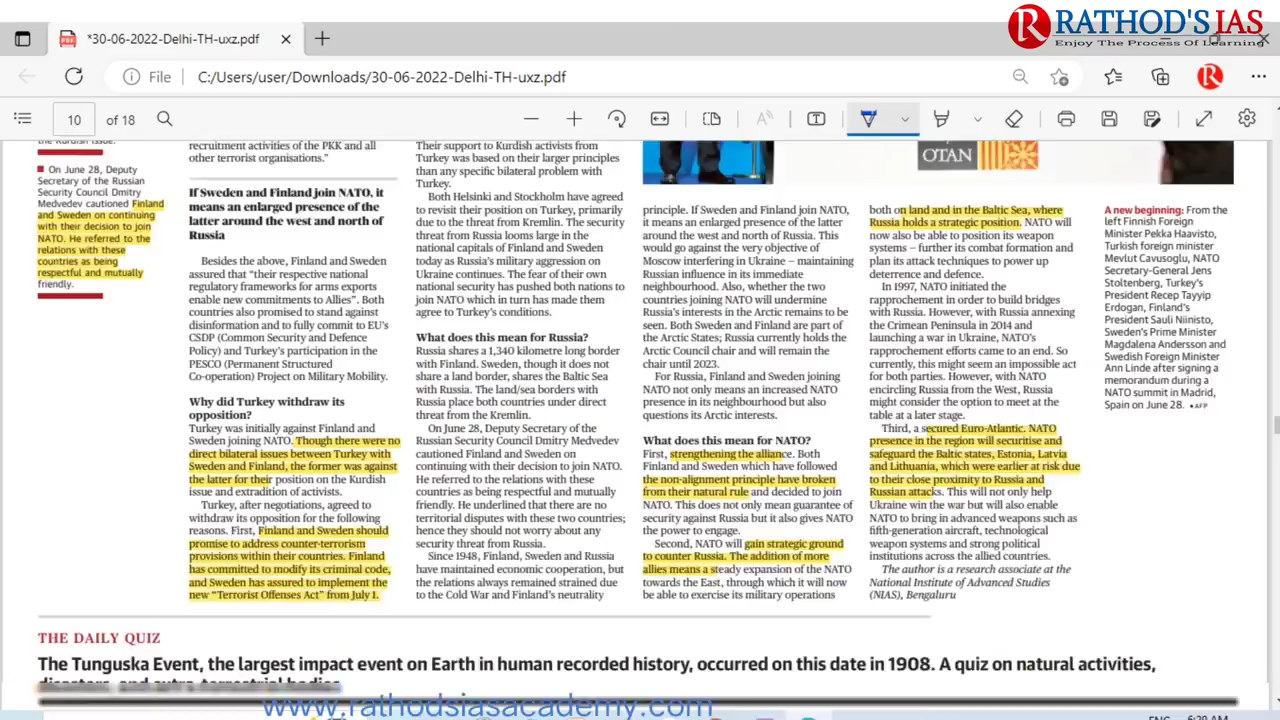 RATHOD'S IAS
Enjoy The Process Of Learning
*30-06-2022-Delhi-TH-uxz.pdf
File
C:/Users/user/Downloads/30-06-2022-Delhi-TH-uxz.pdf
10 of 18
the Kurdish issue.
On June 28, Deputy
Secretary of the Russian
Security Council Dmitry
Medvedev cautioned Finland
and Sweden on continuing
with their decision to join
NATO. He referred to the
relations with these
countries as being
respectful and mutually
friendly.
recruitment activities of the PKK and all
other terrorist organisations."
If Sweden and Finland join NATO, it
means an enlarged presence of the
latter around the west and north of
Russia
Besides the above, Finland and Sweden
assured that "their respective national
regulatory frameworks for arms exports
enable new commitments to Allies". Both
countries also promised to stand against
disinformation and to fully commit to EU's
CSDP (Common Security and Defence
Policy) and Turkey's participation in the
PESCO (Permanent Structured
Co-operation) Project on Military Mobility.
Why did Turkey withdraw its
opposition?
Turkey was initially against Finland and
Sweden joining NATO. Though there were no
direct bilateral issues between Turkey with
Sweden and Finland, the former was against
the latter for their position on the Kurdish
issue and extradition of activists.
Turkey, after negotiations, agreed to
withdraw its opposition for the following
reasons. First, Finland and Sweden should
promise to address counter-terrorism
provisions within their countries. Finland
has committed to modify its criminal code,
and Sweden has assured to implement the
new "Terrorist Offenses Act" from July 1.
Their support to Kurdish activists from
Turkey was based on their larger principles
than any specific bilateral problem with
Turkey.
Both Helsinki and Stockholm have agreed
to revisit their position on Turkey, primarily
due to the threat from Kremlin. The security
threat from Russia looms large in the
national capitals of Finland and Sweden
today as Russia's military aggression on
Ukraine continues. The fear of their own
national security has pushed both nations to
join NATO which in turn has made them
agree to Turkey's conditions.
What does this mean for Russia?
Russia shares a 1,340 kilometre long border
with Finland. Sweden, though it does not
share a land border, shares the Baltic Sea
with Russia. The land/sea borders with
Russia place both countries under direct
threat from the Kremlin.
On June 28, Deputy Secretary of the
Russian Security Council Dmitry Medvedev
cautioned Finland and Sweden on
continuing with their decision to join NATO.
He referred to the relations with these
countries as being respectful and mutually
friendly. He underlined that there are no
territorial disputes with these two countries;
hence they should not worry about any
security threat from Russia.
Since 1948, Finland, Sweden and Russia
have maintained economic cooperation, but
the relations always remained strained due
to the Cold War and Finland's neutrality
OTAN
principle. If Sweden and Finland join NATO,
it means an enlarged presence of the latter
around the west and north of Russia. This
would go against the very objective of
Moscow interfering in Ukraine — maintaining
Russian influence in its immediate
neighbourhood. Also, whether the two
countries joining NATO will undermine
Russia's interests in the Arctic remains to be
seen. Both Sweden and Finland are part of
the Arctic States; Russia currently holds the
Arctic Council chair and will remain the
chair until 2023.
For Russia, Finland and Sweden joining
NATO not only means an increased NATO
presence in its neighbourhood but also
questions its Arctic interests.
What does this mean for NATO?
First, strengthening the alliance. Both
Finland and Sweden which have followed
the non-alignment principle have broken
from their natural rule and decided to join
NATO. This does not only mean guarantee of
security against Russia but it also gives NATO
the power to engage.
Second, NATO will gain strategic ground
to counter Russia. The addition of more
allies means a steady expansion of the NATO
towards the East, through which it will now
be able to exercise its military operations
both on land and in the Baltic Sea, where
Russia holds a strategic position. NATO will
now also be able to position its weapon
systems — further its combat formation and
plan its attack techniques to power up
deterrence and defence.
In 1997, NATO initiated the
rapprochement in order to build bridges
with Russia. However, with Russia annexing
the Crimean Peninsula in 2014 and
launching a war in Ukraine, NATO's
rapprochement efforts came to an end. So
currently, this might seem an impossible act
for both parties. However, with NATO
encircling Russia from the West, Russia
might consider the option to meet at the
table at a later stage.
Third, a secured Euro-Atlantic. NATO
presence in the region will securitise and
safeguard the Baltic states, Estonia, Latvia
and Lithuania, which were earlier at risk due
to their close proximity to Russia and
Russian attacks. This will not only help
Ukraine win the war but will also enable
NATO to bring in advanced weapons such as
fifth-generation aircraft, technological
weapon systems and strong political
institutions across the allied countries.
The author is a research associate at the
National Institute of Advanced Studies
(NIAS), Bengaluru
A new beginning: From the
left Finnish Foreign
Minister Pekka Haavisto,
Turkish foreign minister
Mevlut Cavusoglu, NATO
Secretary-General Jens
Stoltenberg, Turkey's
President Recep Tayyip
Erdogan, Finland's
President Sauli Niinisto,
Sweden's Prime Minister
Magdalena Andersson and
Swedish Foreign Minister
Ann Linde after signing a
memorandum during a
NATO summit in Madrid,
Spain on June 28. • AFP
THE DAILY QUIZ
The Tunguska Event, the largest impact event on Earth in human recorded history, occurred on this date in 1908. A quiz on natural activities,
disasters, and extra-terrestrial bodies
www.rathodsiasacademy.com
ENG 6:29 AM